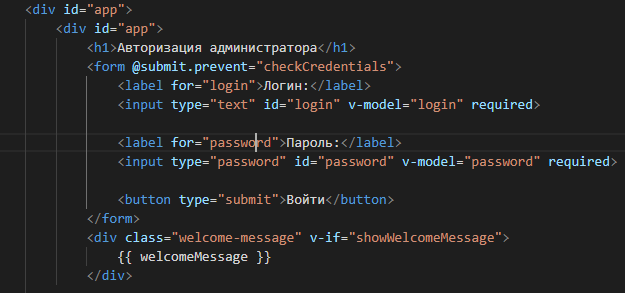 <div id="app">
<div id="app">
<h1>Авторизация администратора</h1>
<form @submit.prevent="checkCredentials">
<label for="login">Логин:</label>
<input type="text" id="login" v-model="login" required>
<label for="password">Пароль:</label>
<input type="password" id="password" v-model="password" required>
<button type="submit">Войти</button>
</form>
<div class="welcome-message" v-if="showWelcomeMessage">
{{ welcomeMessage }}
</div>